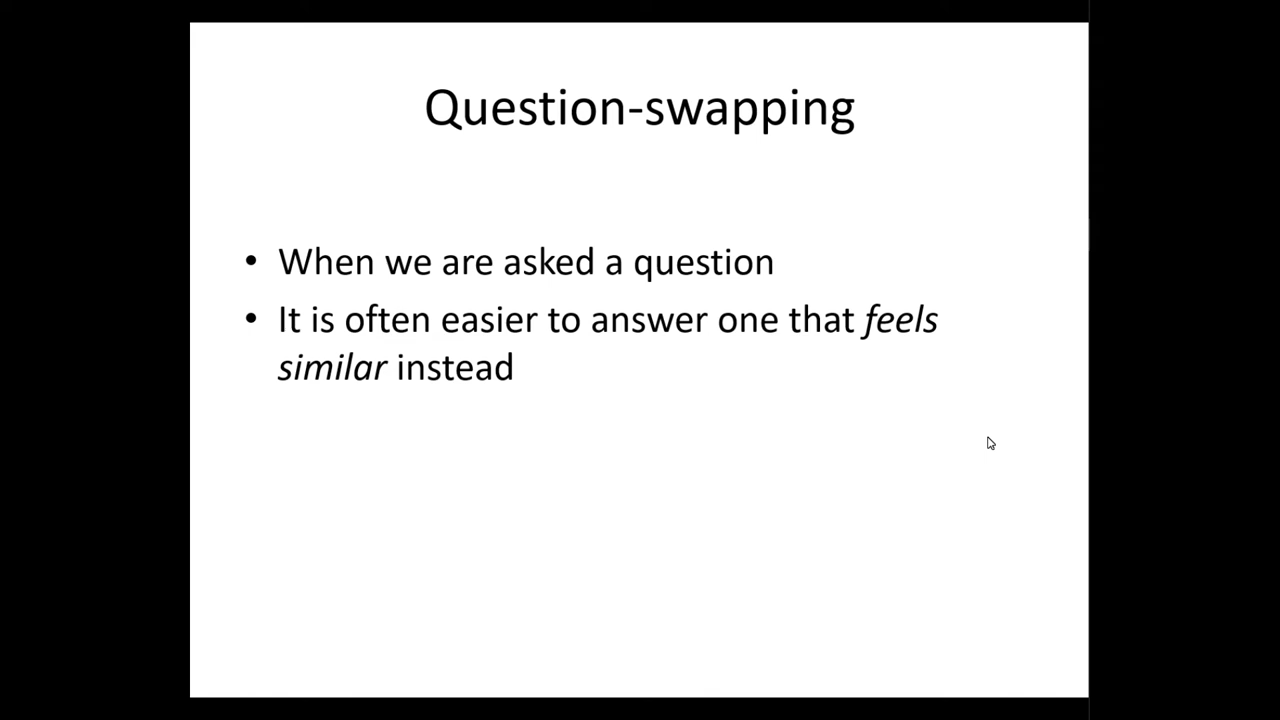 Question-swapping
• When we are asked a question
• It is often easier to answer one that feels
similar instead